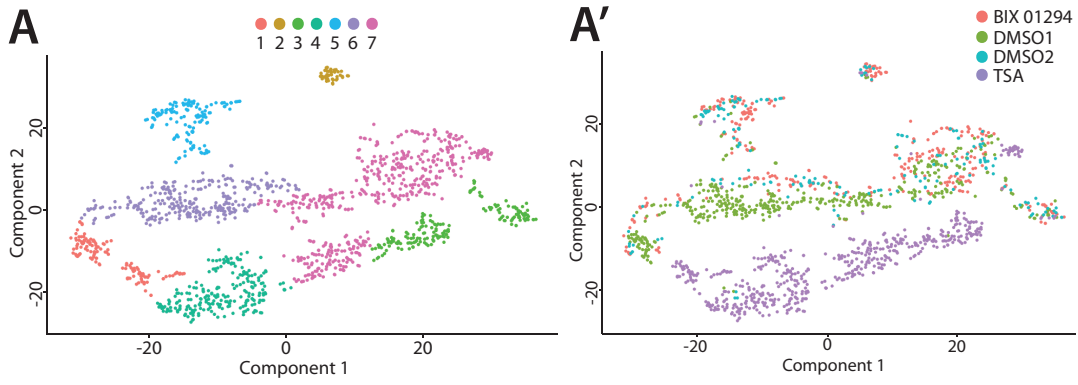 A
1 2 3 4 5 6 7
Component 2
20
0
-20
-20 0 20
Component 1
A′
BIX 01294
DMSO1
DMSO2
TSA
Component 2
20
0
-20
-20 0 20
Component 1